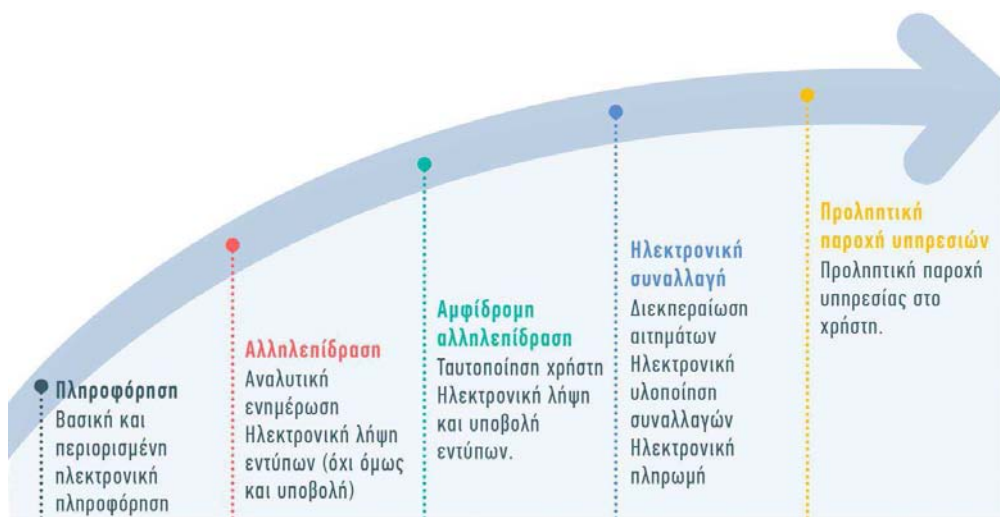 Πληροφόρηση
Βασική και
περιορισμένη
ηλεκτρονική
πληροφόρηση
Αλληλεπίδραση
Αναλυτική
ενημέρωση
Ηλεκτρονική λήψη
εντύπων (όχι όμως
και υποβολή)
Αμφίδρομη
αλληλεπίδραση
Ταυτοποίηση χρήστη
Ηλεκτρονική λήψη
και υποβολή
εντύπων.
Ηλεκτρονική
συναλλαγή
Διεκπεραίωση
αιτημάτων
Ηλεκτρονική
υλοποίηση
συναλλαγών
Ηλεκτρονική
πληρωμή
Προληπτική
παροχή υπηρεσιών
Προληπτική παροχή
υπηρεσίας στο
χρήστη.